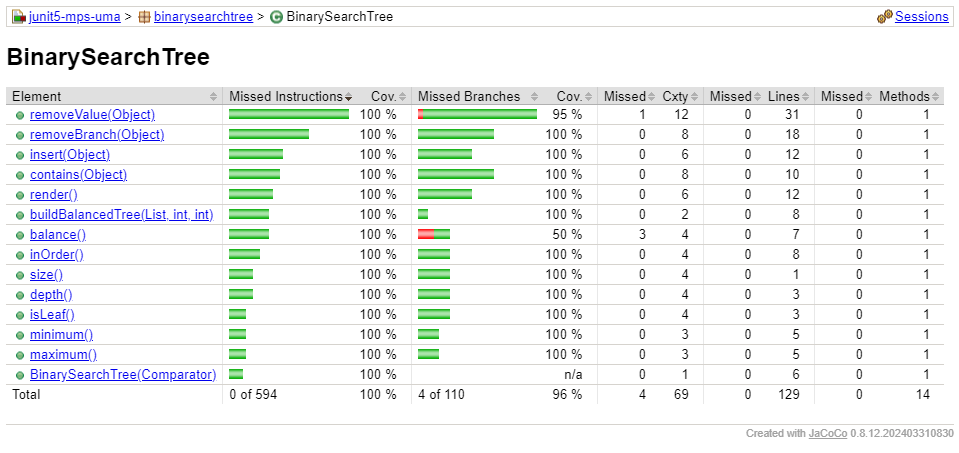 junit5-mps-uma > binarysearchtree > BinarySearchTree Sessions
BinarySearchTree
Element Missed Instructions Cov. Missed Branches Cov. Missed Cxty Missed Lines Missed Methods
removeValue(Object) 100 % 95 % 1 12 0 31 0 1
removeBranch(Object) 100 % 100 % 0 8 0 18 0 1
insert(Object) 100 % 100 % 0 6 0 12 0 1
contains(Object) 100 % 100 % 0 8 0 10 0 1
render() 100 % 100 % 0 6 0 12 0 1
buildBalancedTree(List, int, int) 100 % 100 % 0 2 0 8 0 1
balance() 100 % 50 % 3 4 0 7 0 1
inOrder() 100 % 100 % 0 4 0 8 0 1
size() 100 % 100 % 0 4 0 1 0 1
depth() 100 % 100 % 0 4 0 3 0 1
isLeaf() 100 % 100 % 0 4 0 3 0 1
minimum() 100 % 100 % 0 3 0 5 0 1
maximum() 100 % 100 % 0 3 0 5 0 1
BinarySearchTree(Comparator) 100 % n/a 0 1 0 6 0 1
Total 0 of 594 100 % 4 of 110 96 % 4 69 0 129 0 14
Created with JaCoCo 0.8.12.202403310830